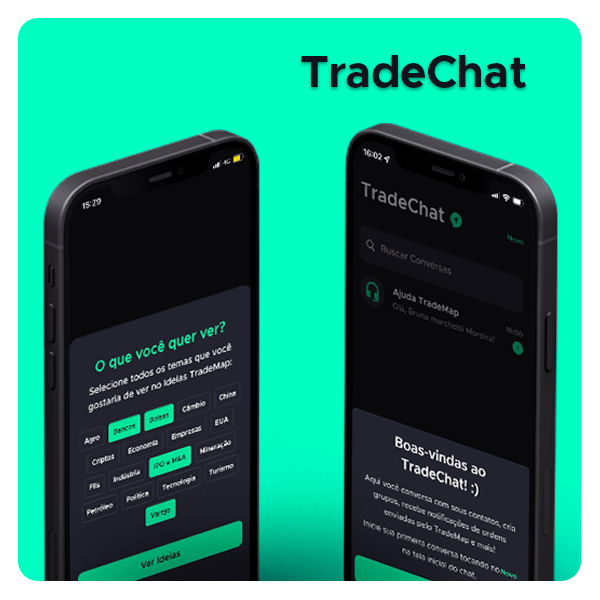 TradeChat
15:29
4G
O que você quer ver?
Selecione todos os temas que você
gostaria de ver no Ideias TradeMap:
Agro Bancos Bolsas Câmbio China
Criptos Economia Empresas EUA
FIIs Indústria IPO e M&A Mineração
Petróleo Política Tecnologia Turismo
Varejo
Ver Ideias
16:02
TradeChat
Novo
Buscar Conversas
Ajuda TradeMap
Olá, Bruna marchetti Moreira!
16:00
1
Boas-vindas ao
TradeChat! :)
Aqui você conversa com seus contatos, cria
grupos, recebe notificações de ordens
enviadas pelo TradeMap e mais!
Inicie sua primeira conversa tocando no Novo
na tela inicial do chat.